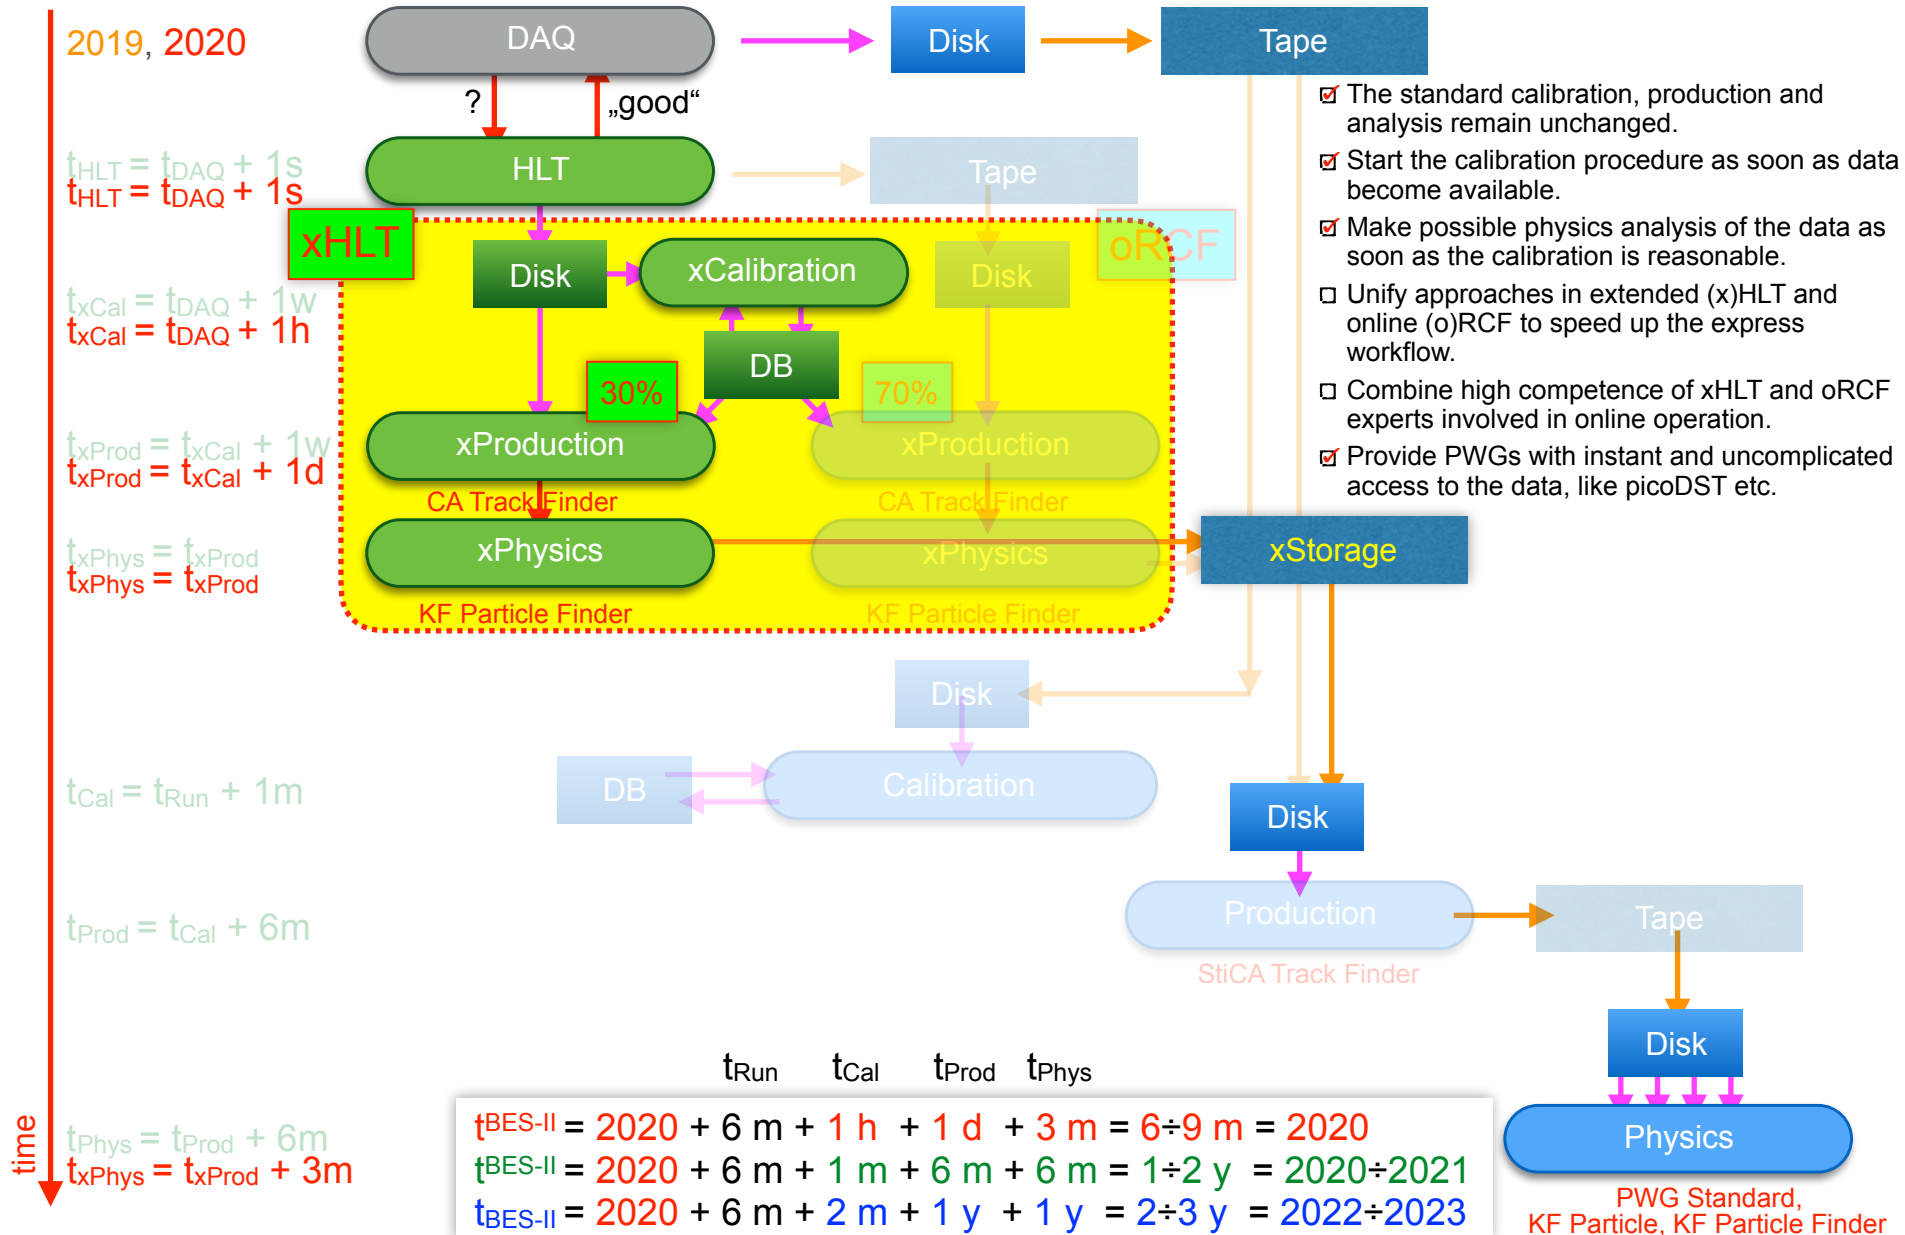 2019, 2020
DAQ
Disk
Tape
?
„good“
☑ The standard calibration, production and
analysis remain unchanged.
☑ Start the calibration procedure as soon as data
become available.
☑ Make possible physics analysis of the data as
soon as the calibration is reasonable.
☐ Unify approaches in extended (x)HLT and
online (o)RCF to speed up the express
workflow.
☐ Combine high competence of xHLT and oRCF
experts involved in online operation.
☑ Provide PWGs with instant and uncomplicated
access to the data, like picoDST etc.
tHLT = tDAQ + 1s
tHLT = tDAQ + 1s
HLT
Tape
xHLT
oRCF
Disk
xCalibration
Disk
txCal = tDAQ + 1w
txCal = tDAQ + 1h
DB
30%
70%
txProd = txCal + 1w
txProd = txCal + 1d
xProduction
xProduction
CA Track Finder
CA Track Finder
txPhys = txProd
txPhys = txProd
xPhysics
xPhysics
xStorage
KF Particle Finder
KF Particle Finder
Disk
tCal = tRun + 1m
DB
Calibration
Disk
tProd = tCal + 6m
Production
Tape
StiCA Track Finder
Disk
time
tPhys = tProd + 6m
txPhys = txProd + 3m
tRun tCal tProd tPhys
tBES-II = 2020 + 6 m + 1 h + 1 d + 3 m = 6÷9 m = 2020
tBES-II = 2020 + 6 m + 1 m + 6 m + 6 m = 1÷2 y = 2020÷2021
tBES-II = 2020 + 6 m + 2 m + 1 y + 1 y = 2÷3 y = 2022÷2023
Physics
PWG Standard,
KF Particle, KF Particle Finder